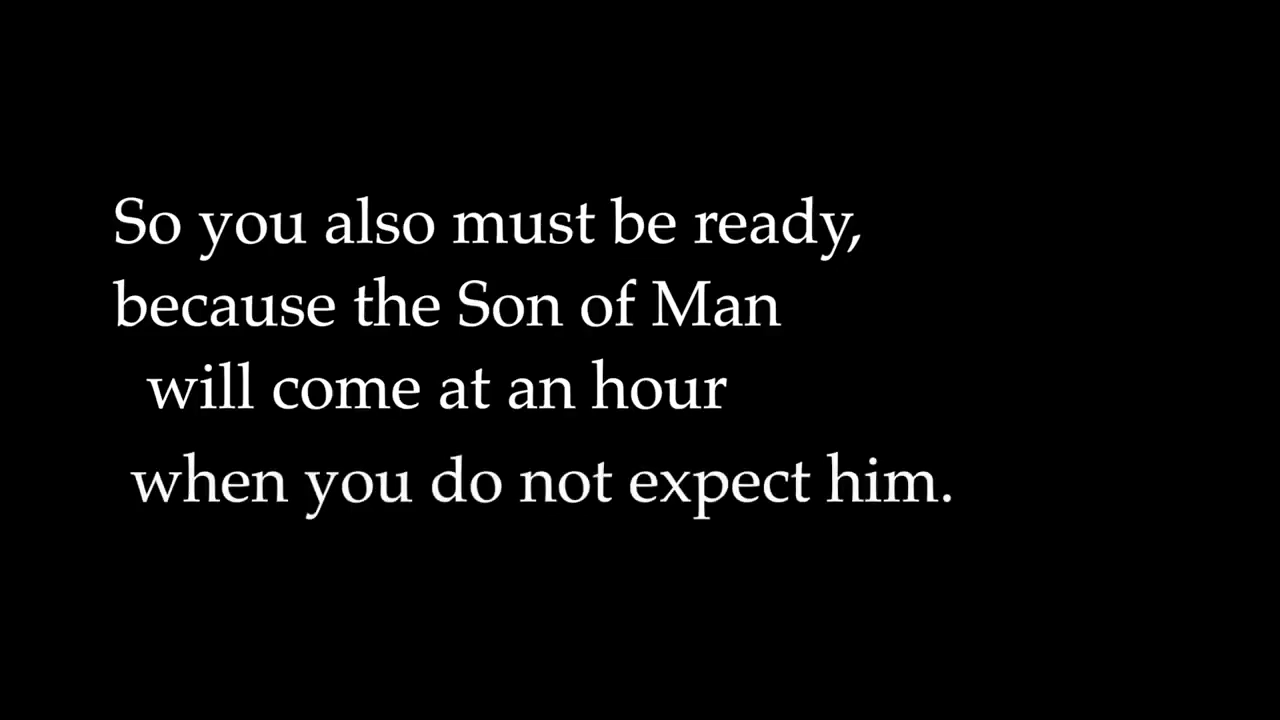 So you also must be ready,
because the Son of Man
will come at an hour
when you do not expect him.